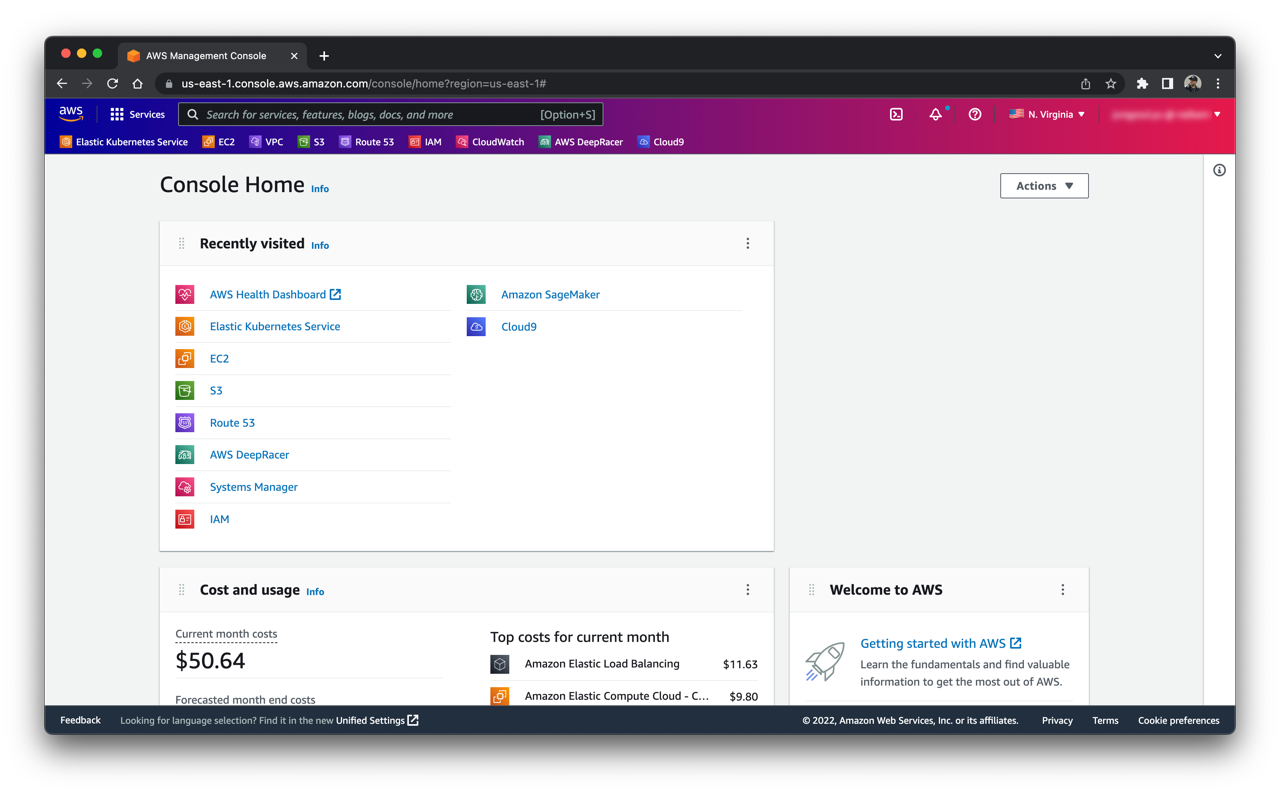 AWS Management Console
us-east-1.console.aws.amazon.com/console/home?region=us-east-1#
aws Services Search for services, features, blogs, docs, and more [Option+S] N. Virginia
Elastic Kubernetes Service EC2 VPC S3 Route 53 IAM CloudWatch AWS DeepRacer Cloud9
Console Home Info
Actions
Recently visited Info
AWS Health Dashboard
Elastic Kubernetes Service
EC2
S3
Route 53
AWS DeepRacer
Systems Manager
IAM
Amazon SageMaker
Cloud9
Cost and usage Info
Current month costs
$50.64
Forecasted month end costs
Top costs for current month
Amazon Elastic Load Balancing $11.63
Amazon Elastic Compute Cloud - C... $9.80
Welcome to AWS
Getting started with AWS
Learn the fundamentals and find valuable
information to get the most out of AWS.
Feedback Looking for language selection? Find it in the new Unified Settings © 2022, Amazon Web Services, Inc. or its affiliates. Privacy Terms Cookie preferences